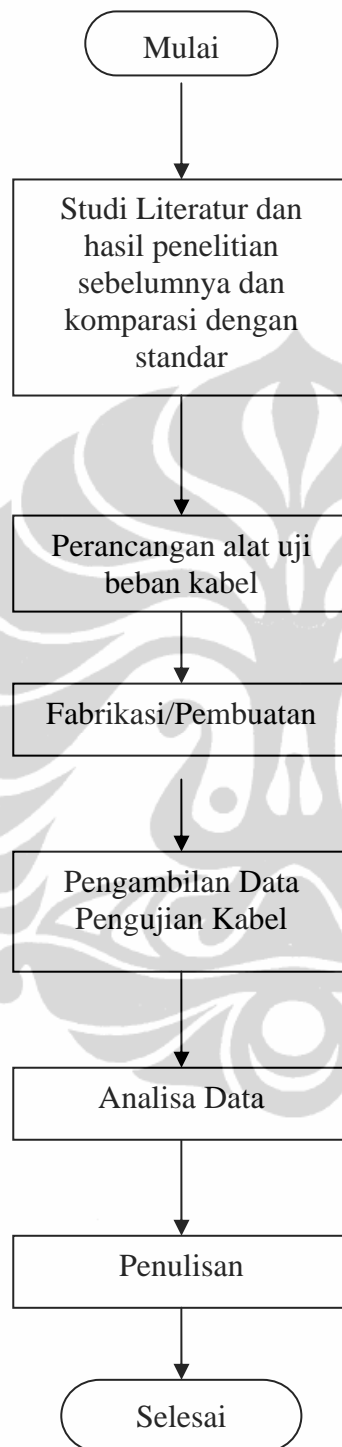 Mulai
Studi Literatur dan
hasil penelitian
sebelumnya dan
komparasi dengan
standar
Perancangan alat uji
beban kabel
Fabrikasi/Pembuatan
Pengambilan Data
Pengujian Kabel
Analisa Data
Penulisan
Selesai